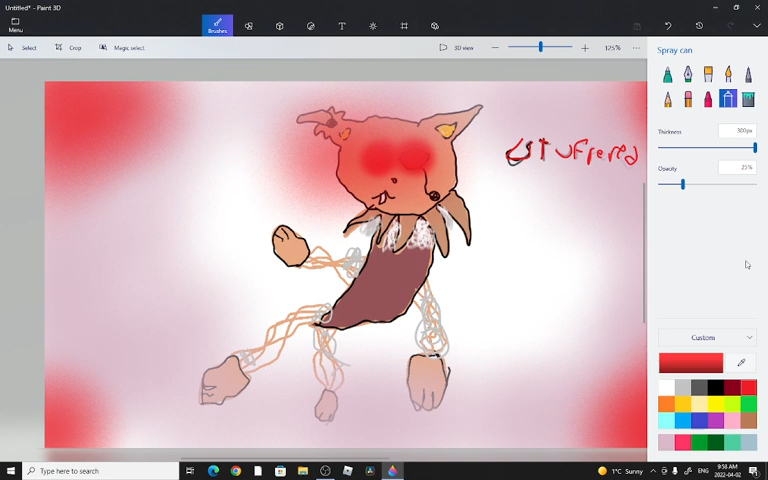 Untitled* - Paint 3D
Menu
Brushes
Select
Crop
Magic select
3D view
125%
Spray can
Thickness
300px
Opacity
25%
Custom
Type here to search
1°C Sunny
ENG
9:58 AM
2022-04-02